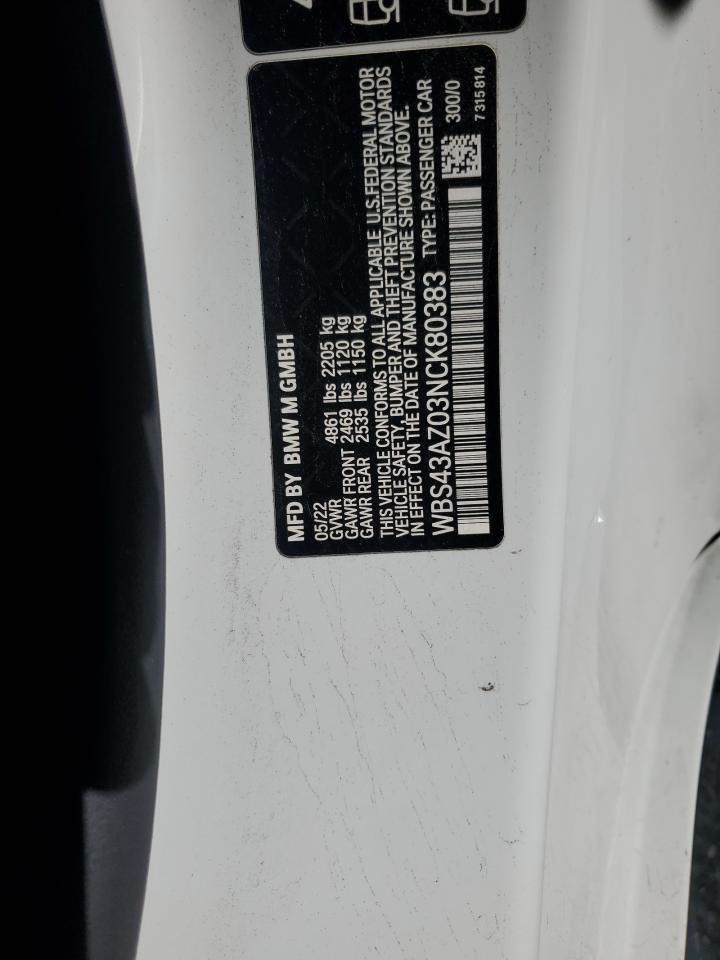 MFD BY BMW M GMBH
05/22
GVWR 4861 lbs 2205 kg
GAWR FRONT 2469 lbs 1120 kg
GAWR REAR 2535 lbs 1150 kg
THIS VEHICLE CONFORMS TO ALL APPLICABLE U.S.FEDERAL MOTOR
VEHICLE SAFETY, BUMPER AND THEFT PREVENTION STANDARDS
IN EFFECT ON THE DATE OF MANUFACTURE SHOWN ABOVE.
WBS43AZ03NCK80383 TYPE: PASSENGER CAR
300/0
7 315 814